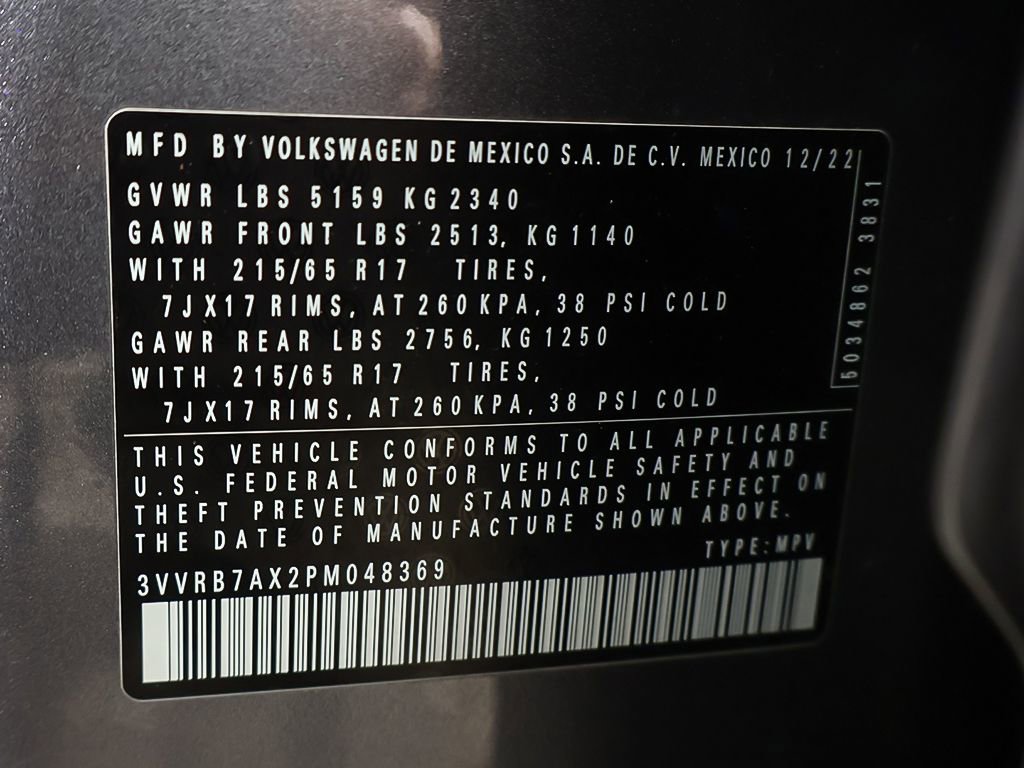 MFD BY VOLKSWAGEN DE MEXICO S.A. DE C.V. MEXICO 12/22
GVWR LBS 5159 KG 2340
GAWR FRONT LBS 2513, KG 1140
WITH 215/65 R17 TIRES,
7J X17 RIMS, AT 260 KPA, 38 PSI COLD
GAWR REAR LBS 2756, KG 1250
WITH 215/65 R17 TIRES,
7J X17 RIMS, AT 260 KPA, 38 PSI COLD
5034862 3831
THIS VEHICLE CONFORMS TO ALL APPLICABLE
U.S. FEDERAL MOTOR VEHICLE SAFETY AND
THEFT PREVENTION STANDARDS IN EFFECT ON
THE DATE OF MANUFACTURE SHOWN ABOVE.
TYPE: MPV
3VVRB7AX2PM048369